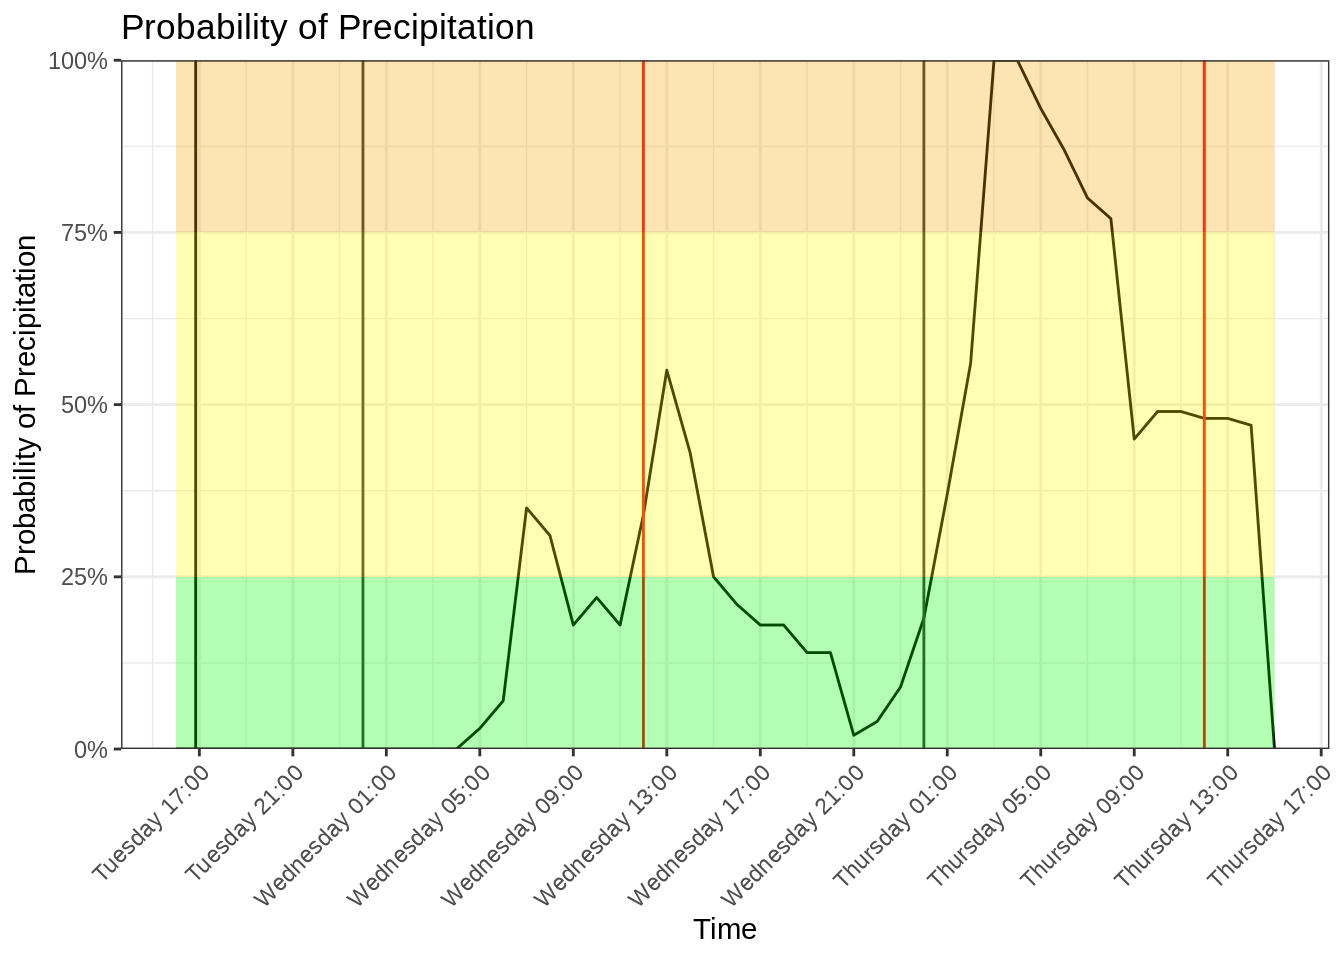 Probability of Precipitation
Probability of Precipitation
100%
75%
50%
25%
0%
Tuesday 17:00
Tuesday 21:00
Wednesday 01:00
Wednesday 05:00
Wednesday 09:00
Wednesday 13:00
Wednesday 17:00
Wednesday 21:00
Thursday 01:00
Thursday 05:00
Thursday 09:00
Thursday 13:00
Thursday 17:00
Time